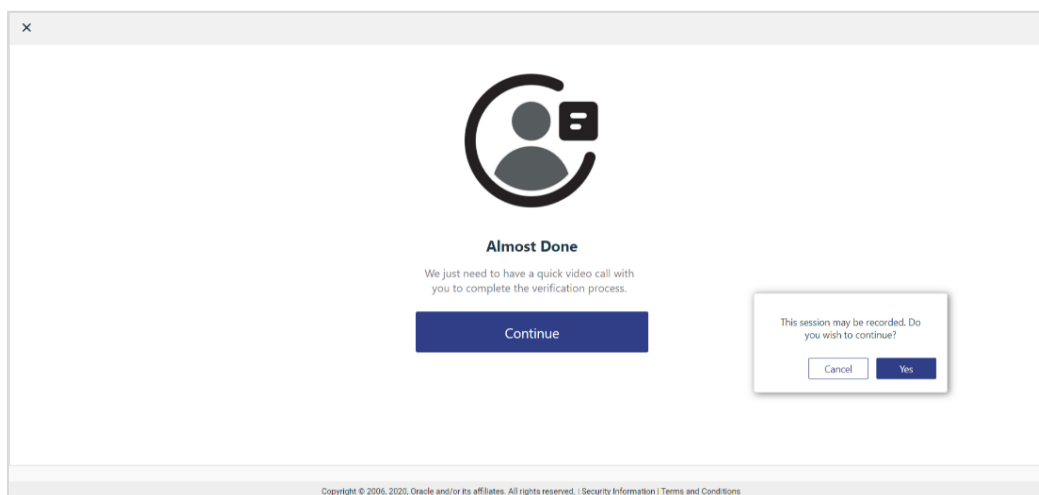 Almost Done
We just need to have a quick video call with
you to complete the verification process.
Continue
This session may be recorded. Do
you wish to continue?
Cancel Yes
Copyright © 2006, 2020, Oracle and/or its affiliates. All rights reserved. | Security Information | Terms and Conditions